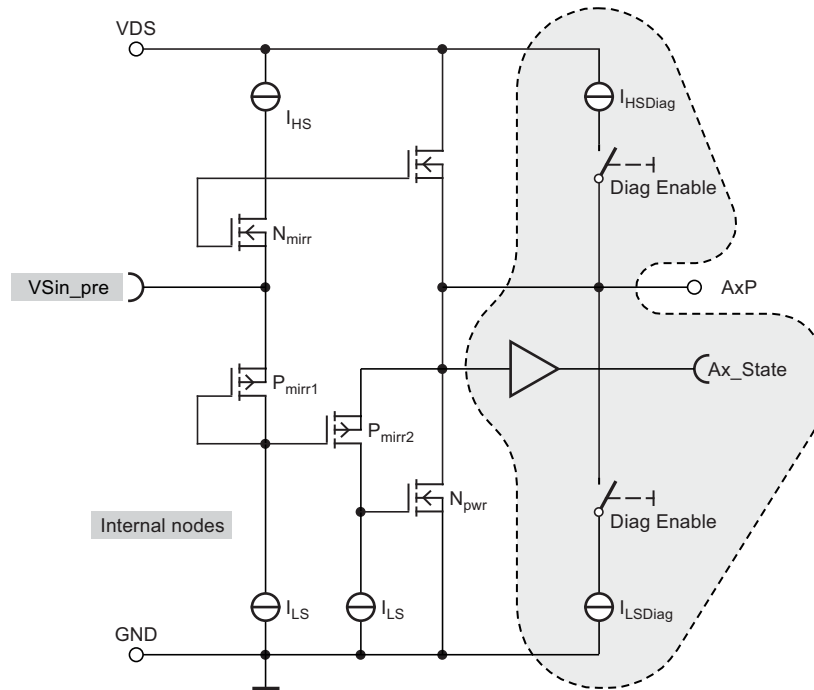 VDS
I_HS
I_HSDiag
Diag Enable
N_mirr
VSin_pre
AxP
P_mirr1
Ax_State
P_mirr2
N_pwr
Diag Enable
Internal nodes
I_LS
I_LS
I_LSDiag
GND